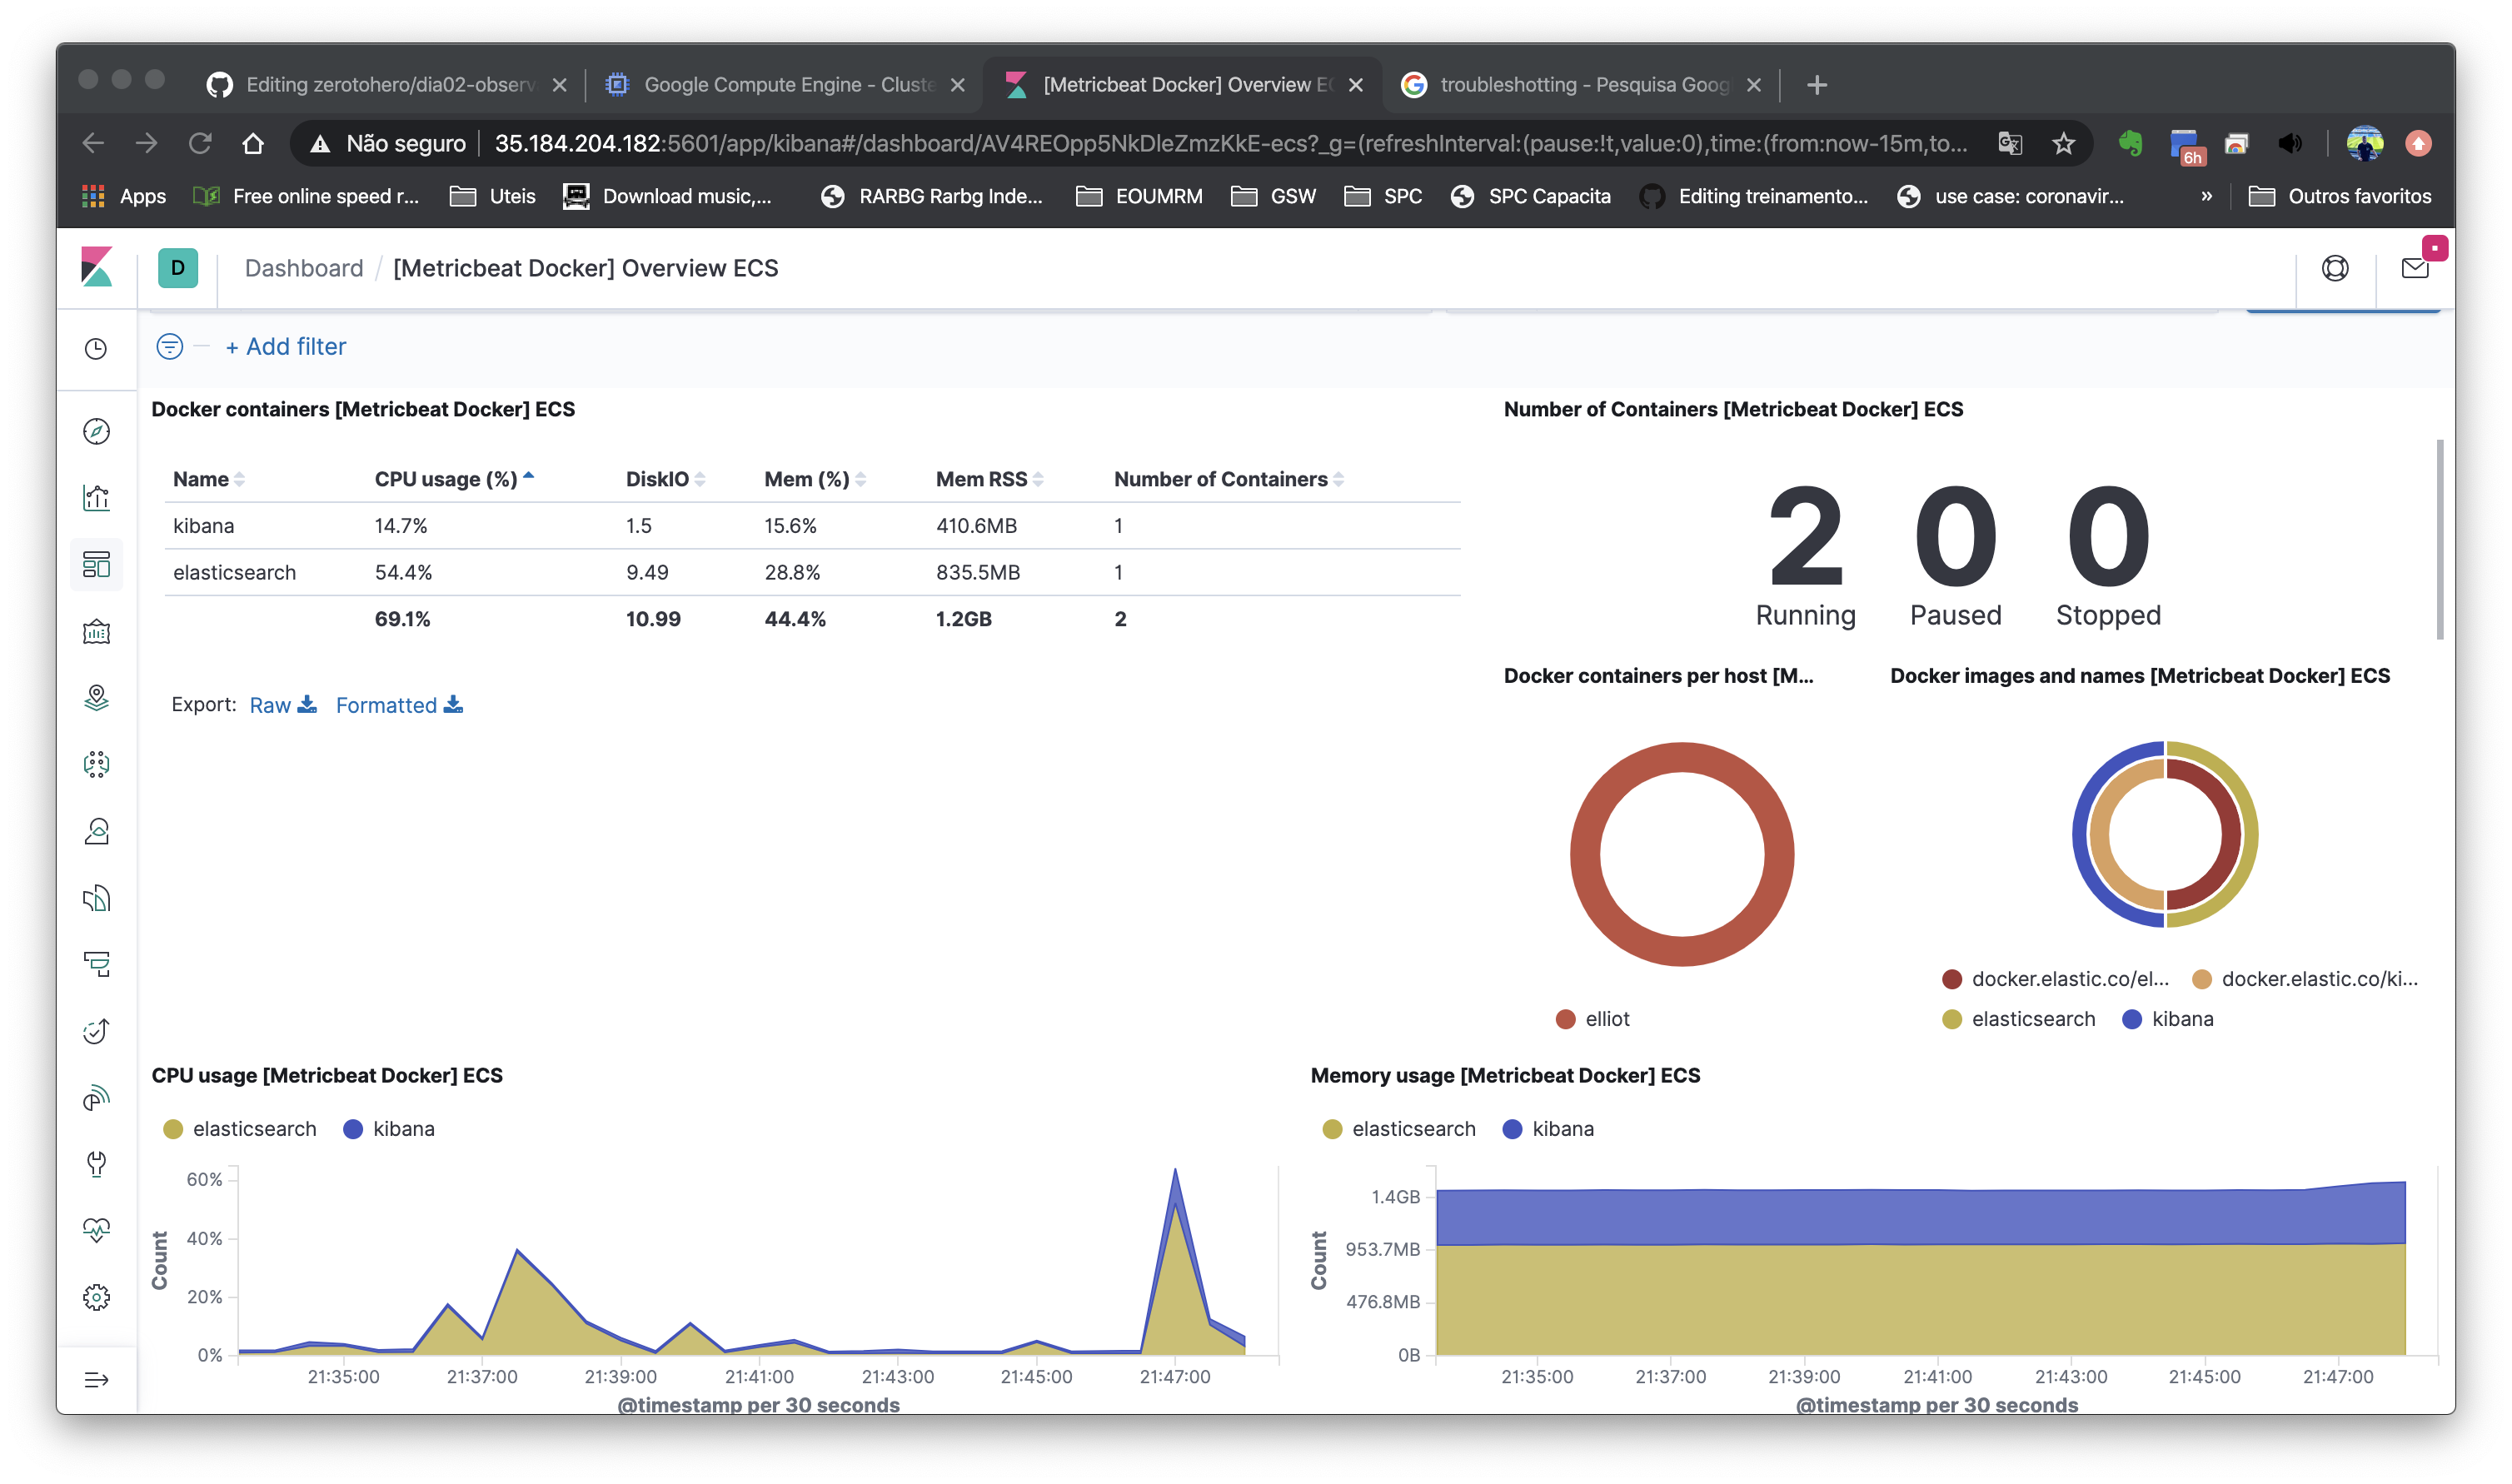 Editing zerotohero/dia02-observ
Google Compute Engine - Cluste
[Metricbeat Docker] Overview EC
troubleshotting - Pesquisa Goog
Não seguro
35.184.204.182:5601/app/kibana#/dashboard/AV4REOpp5NkDleZmzKkE-ecs?_g=(refreshInterval:(pause:!t,value:0),time:(from:now-15m,to...
6h
Apps
Free online speed r...
Uteis
Download music,...
RARBG Rarbg Inde...
EOUMRM
GSW
SPC
SPC Capacita
Editing treinamento...
use case: coronavir...
»
Outros favoritos
D
Dashboard / [Metricbeat Docker] Overview ECS
+ Add filter
Docker containers [Metricbeat Docker] ECS
Name CPU usage (%) DiskIO Mem (%) Mem RSS Number of Containers
kibana 14.7% 1.5 15.6% 410.6MB 1
elasticsearch 54.4% 9.49 28.8% 835.5MB 1
69.1% 10.99 44.4% 1.2GB 2
Export: Raw Formatted
Number of Containers [Metricbeat Docker] ECS
2 0 0
Running Paused Stopped
Docker containers per host [M...
elliot
Docker images and names [Metricbeat Docker] ECS
docker.elastic.co/el... docker.elastic.co/ki...
elasticsearch kibana
CPU usage [Metricbeat Docker] ECS
elasticsearch kibana
60%
40%
20%
0%
Count
21:35:00 21:37:00 21:39:00 21:41:00 21:43:00 21:45:00 21:47:00
@timestamp per 30 seconds
Memory usage [Metricbeat Docker] ECS
elasticsearch kibana
1.4GB
953.7MB
476.8MB
0B
Count
21:35:00 21:37:00 21:39:00 21:41:00 21:43:00 21:45:00 21:47:00
@timestamp per 30 seconds